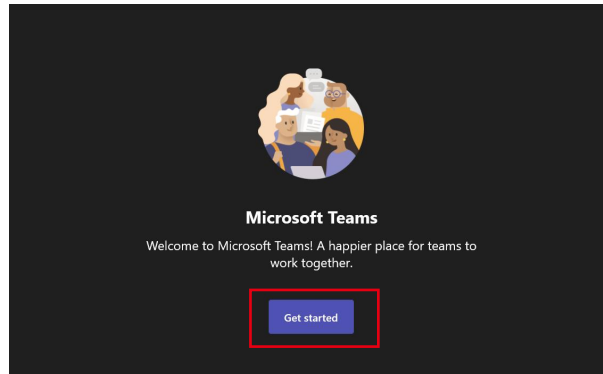 Microsoft Teams
Welcome to Microsoft Teams! A happier place for teams to
work together.
Get started